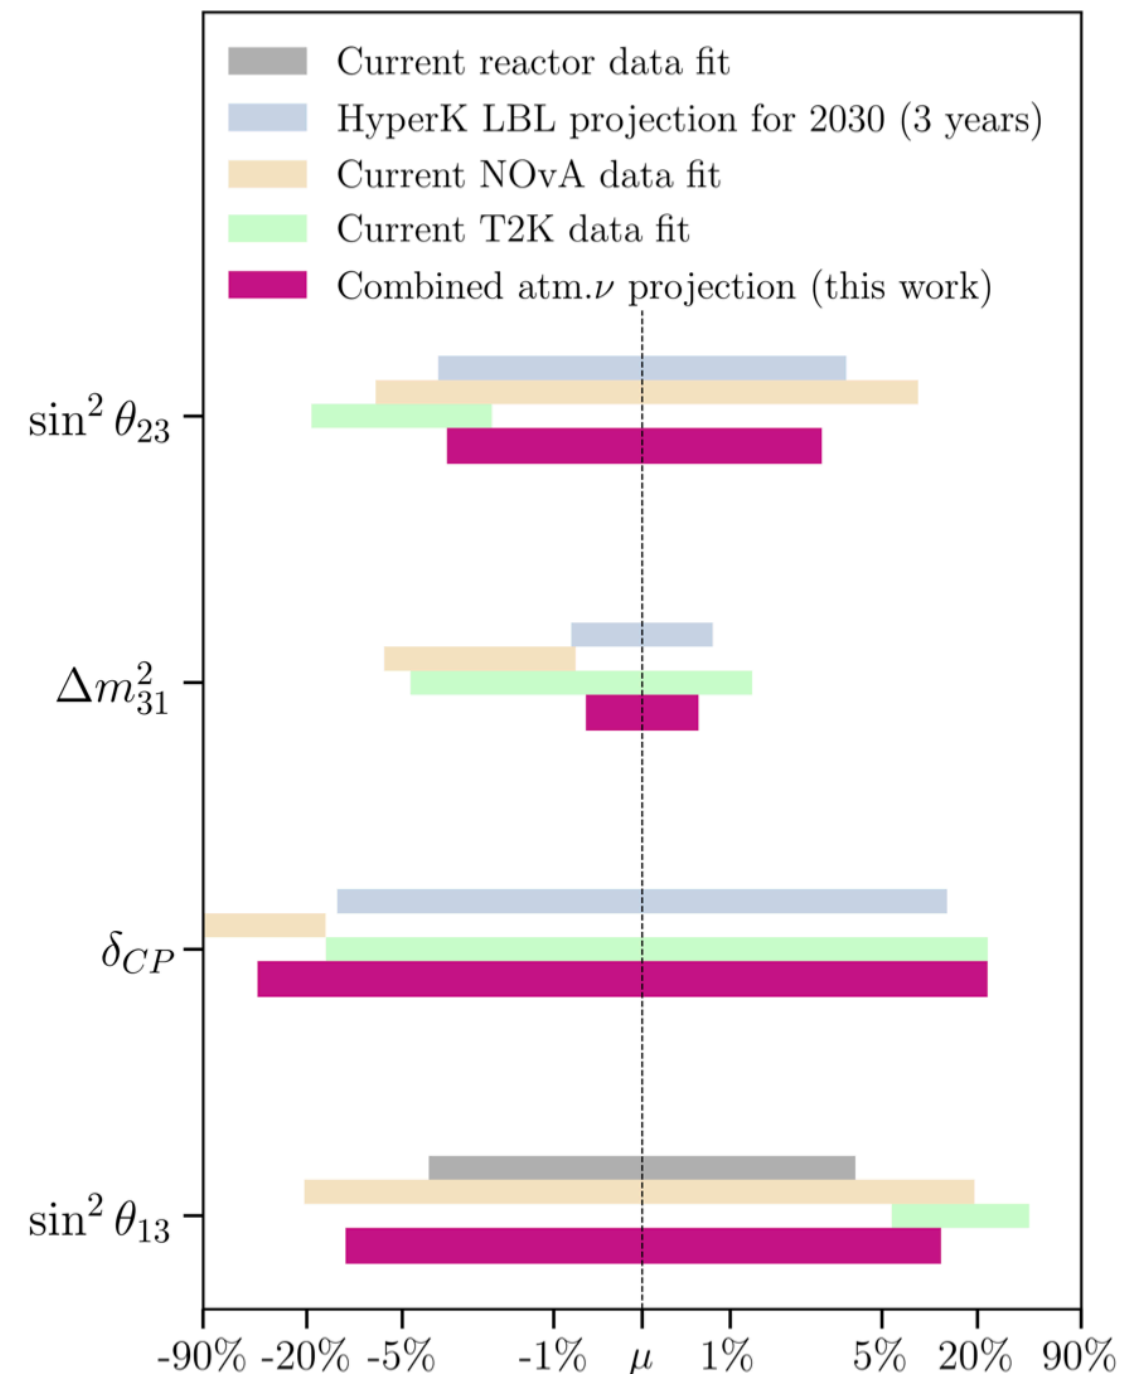 Current reactor data fit
HyperK LBL projection for 2030 (3 years)
Current NOvA data fit
Current T2K data fit
Combined atm.ν projection (this work)
sin² θ₂₃
Δm²₃₁
δ_CP
sin² θ₁₃
-90% -20% -5% -1% μ 1% 5% 20% 90%